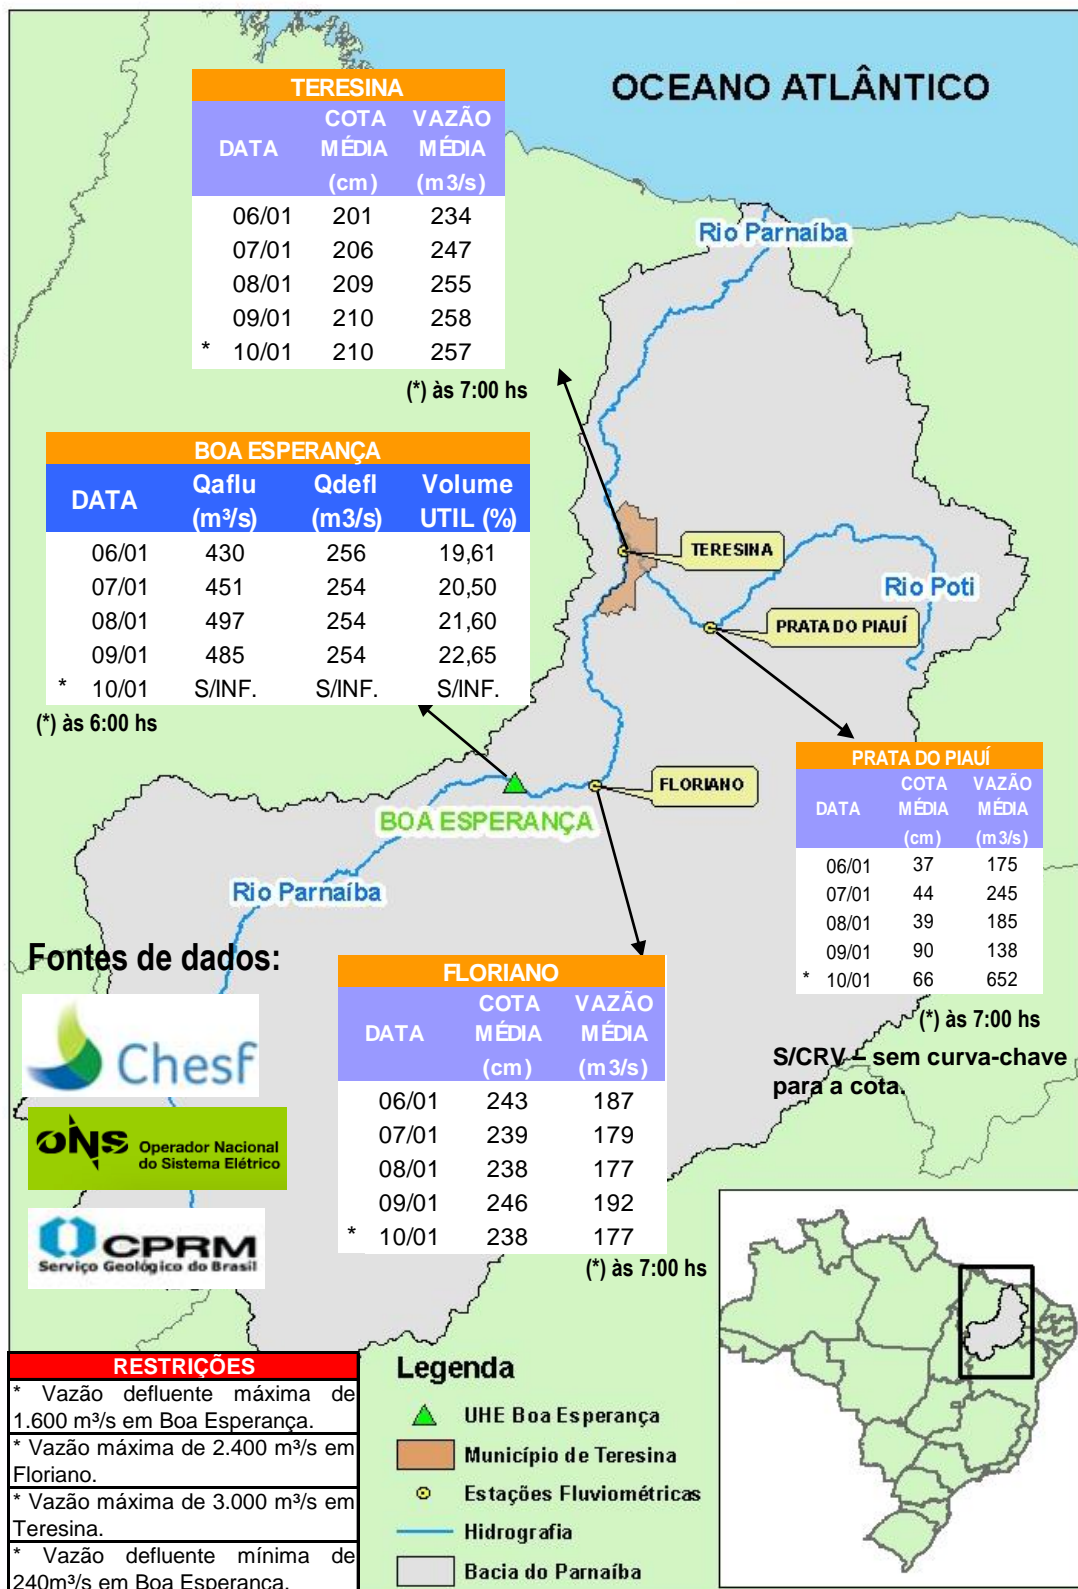 OCEANO ATLÂNTICO
TERESINA
DATA COTA MÉDIA (cm) VAZÃO MÉDIA (m3/s)
06/01 201 234
07/01 206 247
08/01 209 255
09/01 210 258
* 10/01 210 257
(*) às 7:00 hs
Rio Parnaíba
BOA ESPERANÇA
DATA Qaflu (m³/s) Qdefl (m3/s) Volume UTIL (%)
06/01 430 256 19,61
07/01 451 254 20,50
08/01 497 254 21,60
09/01 485 254 22,65
* 10/01 S/INF. S/INF. S/INF.
(*) às 6:00 hs
TERESINA
Rio Poti
PRATA DO PIAUÍ
FLORIANO
BOA ESPERANÇA
Rio Parnaíba
PRATA DO PIAUÍ
DATA COTA MÉDIA (cm) VAZÃO MÉDIA (m3/s)
06/01 37 175
07/01 44 245
08/01 39 185
09/01 90 138
* 10/01 66 652
(*) às 7:00 hs
S/CRV – sem curva-chave
para a cota.
Fontes de dados:
Chesf
ONS Operador Nacional
do Sistema Elétrico
CPRM
Serviço Geológico do Brasil
FLORIANO
DATA COTA MÉDIA (cm) VAZÃO MÉDIA (m3/s)
06/01 243 187
07/01 239 179
08/01 238 177
09/01 246 192
* 10/01 238 177
(*) às 7:00 hs
RESTRIÇÕES
* Vazão defluente máxima de
1.600 m³/s em Boa Esperança.
* Vazão máxima de 2.400 m³/s em
Floriano.
* Vazão máxima de 3.000 m³/s em
Teresina.
* Vazão defluente mínima de
240m³/s em Boa Esperança.
Legenda
UHE Boa Esperança
Município de Teresina
Estações Fluviométricas
Hidrografia
Bacia do Parnaíba